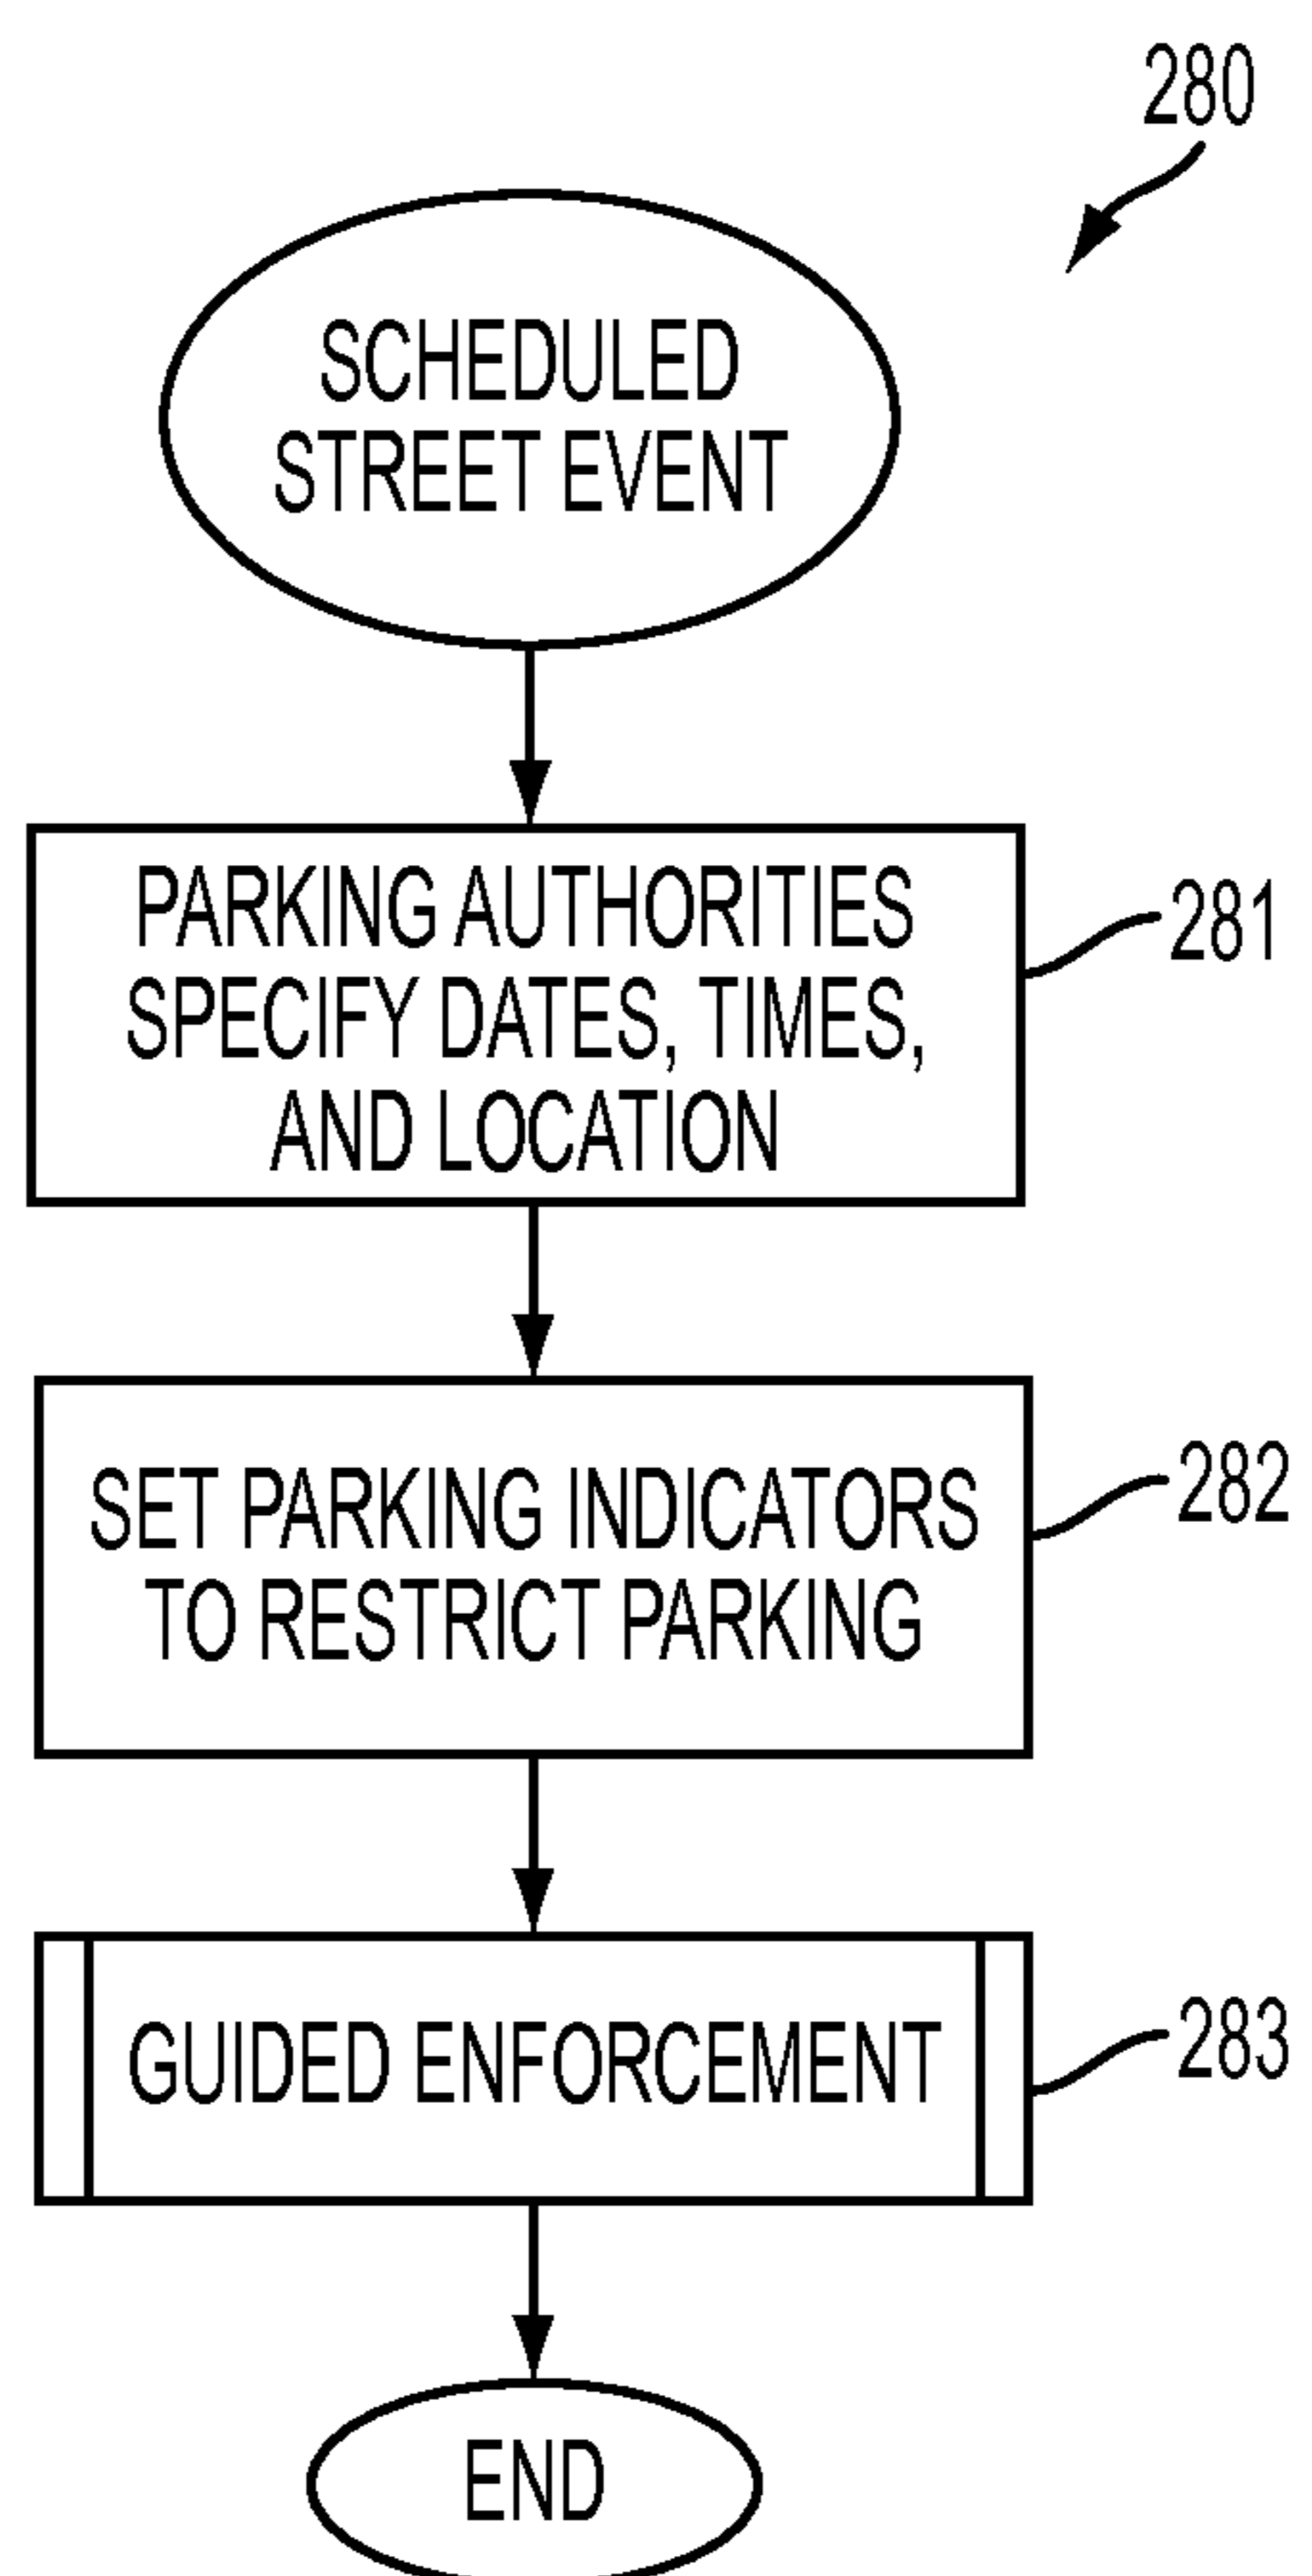 280
SCHEDULED
STREET EVENT
PARKING AUTHORITIES
SPECIFY DATES, TIMES,
AND LOCATION
281
SET PARKING INDICATORS
TO RESTRICT PARKING
282
GUIDED ENFORCEMENT
283
END